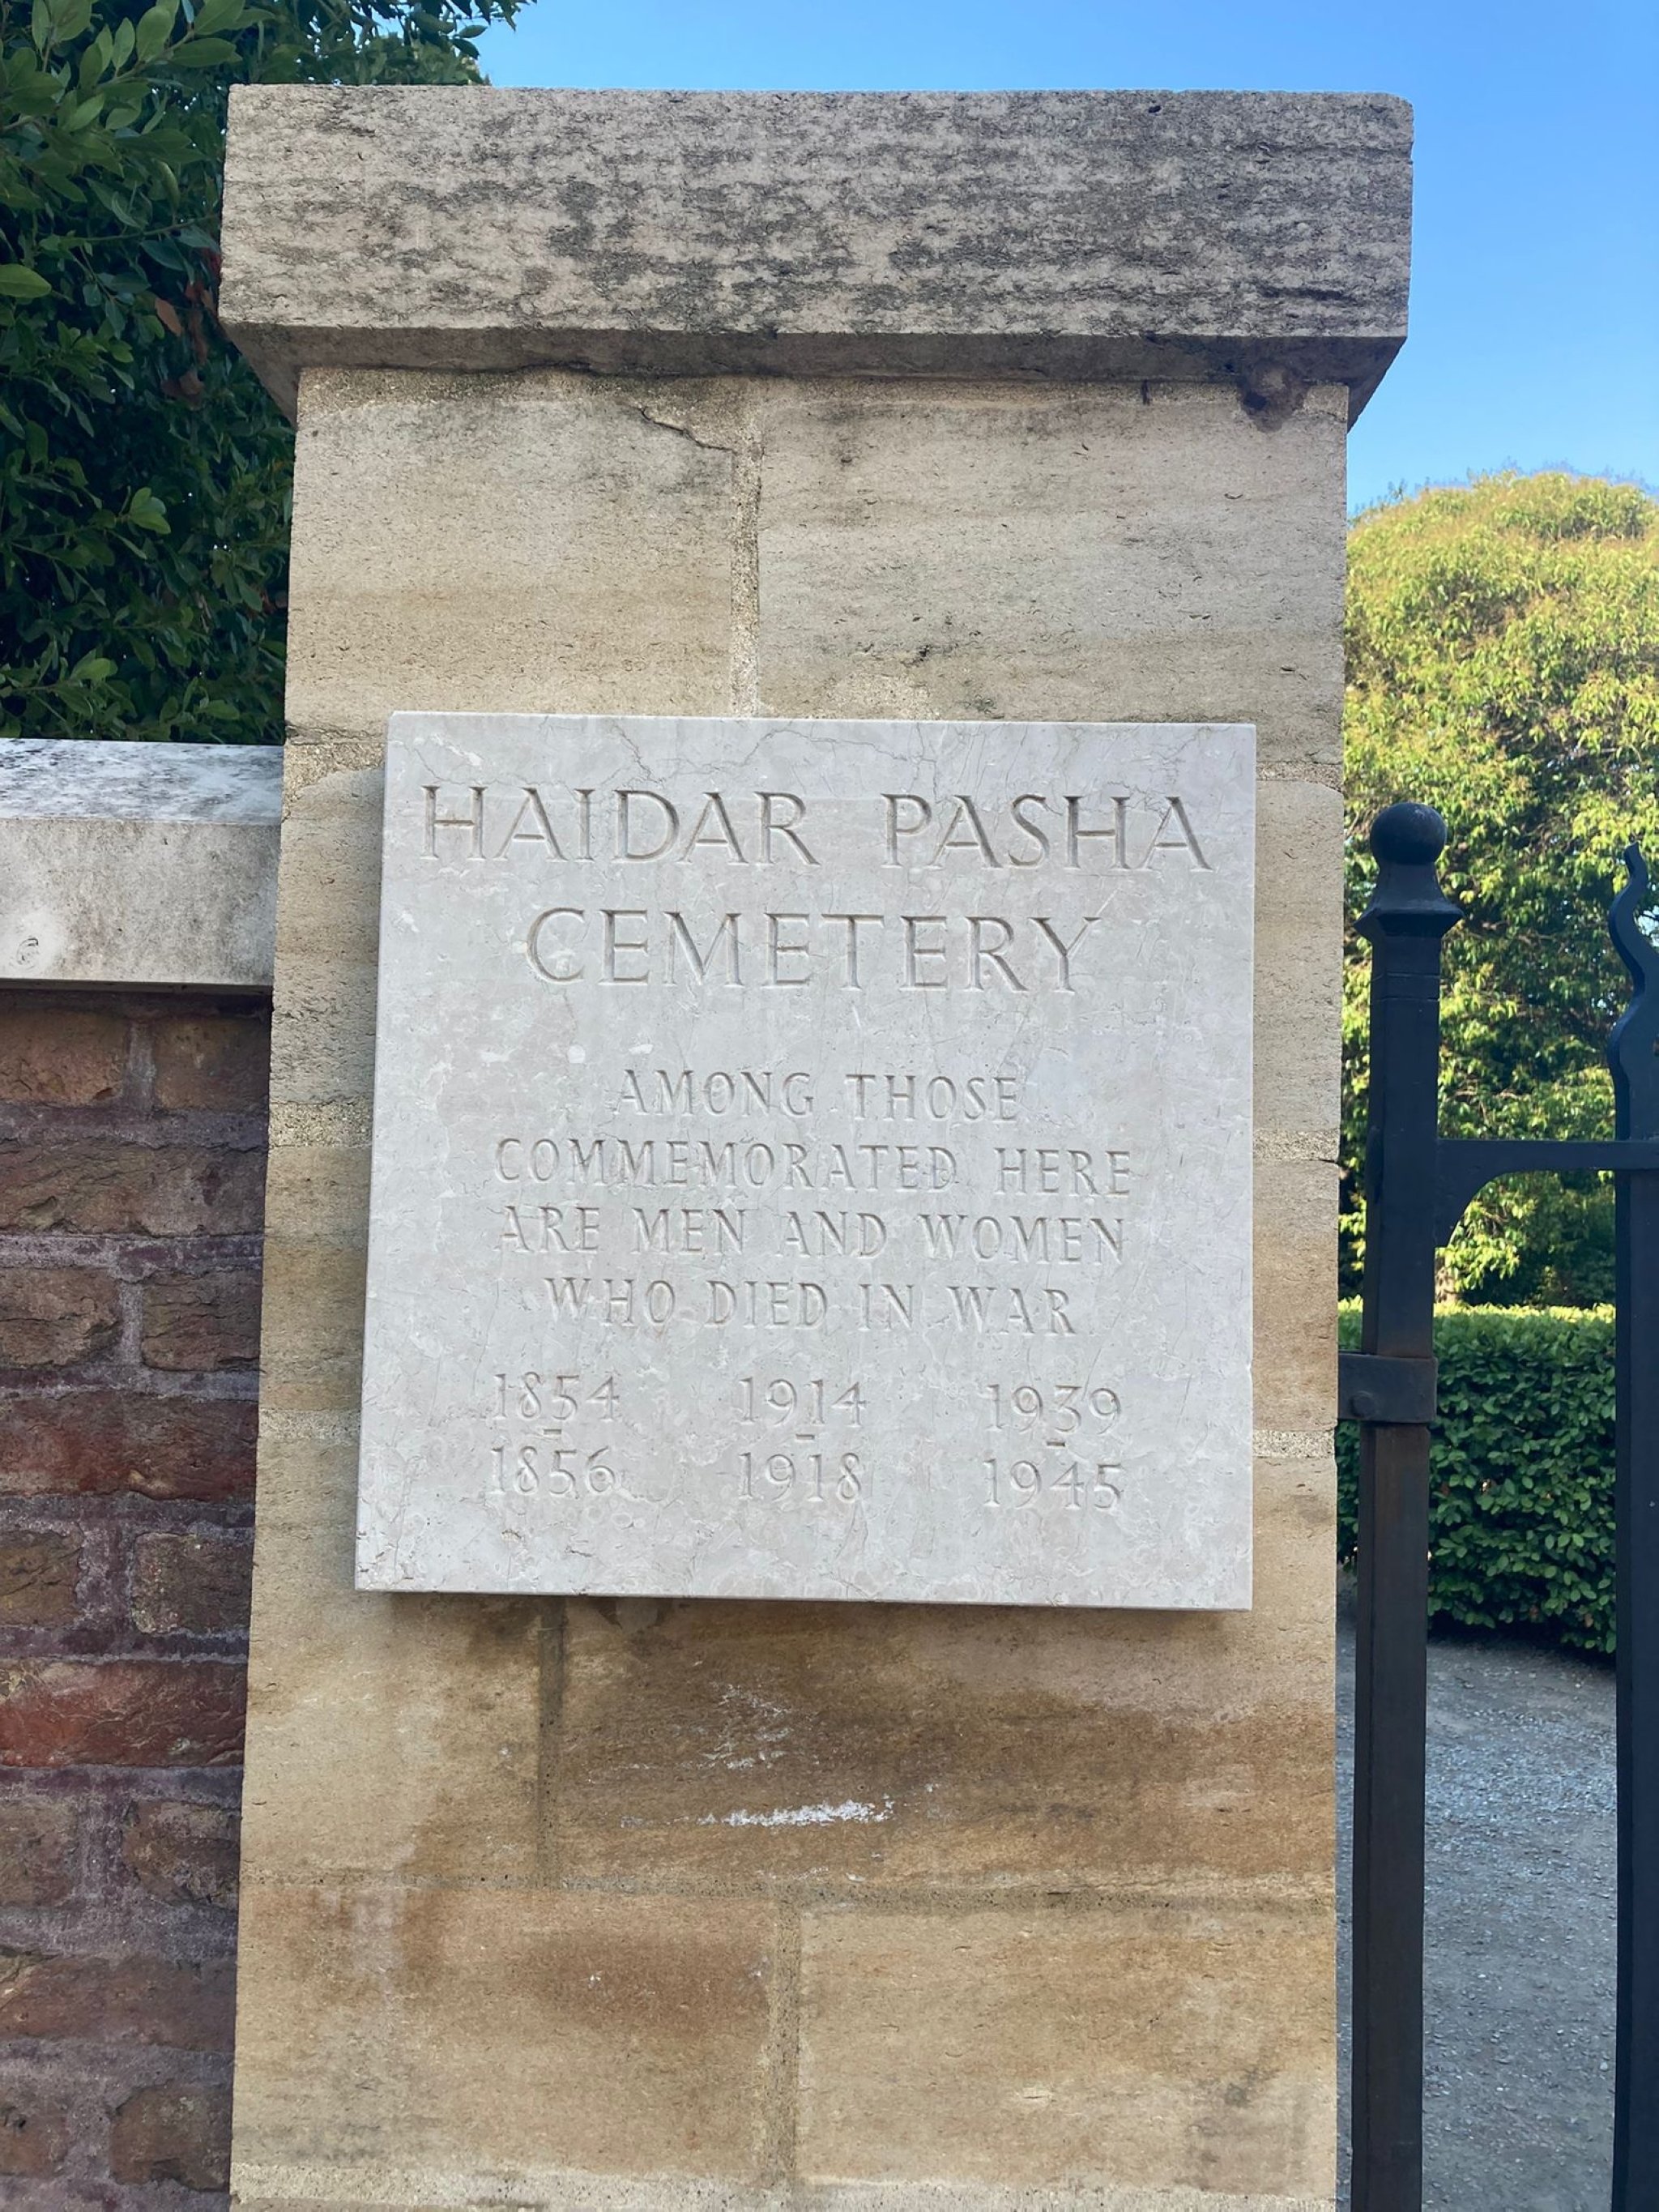 HAIDAR PASHA
CEMETERY
AMONG THOSE
COMMEMORATED HERE
ARE MEN AND WOMEN
WHO DIED IN WAR
1854 1914 1939
- - -
1856 1918 1945